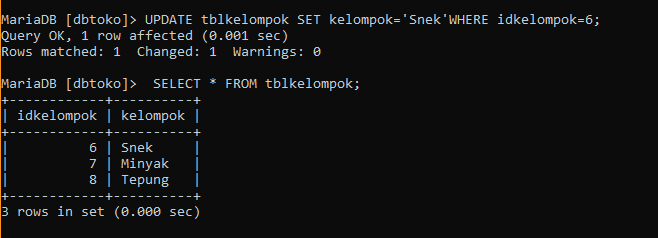 MariaDB [dbtoko]> UPDATE tblkelompok SET kelompok='Snek'WHERE idkelompok=6;
Query OK, 1 row affected (0.001 sec)
Rows matched: 1  Changed: 1  Warnings: 0

MariaDB [dbtoko]>  SELECT * FROM tblkelompok;
+------------+----------+
| idkelompok | kelompok |
+------------+----------+
|          6 | Snek     |
|          7 | Minyak   |
|          8 | Tepung   |
+------------+----------+
3 rows in set (0.000 sec)